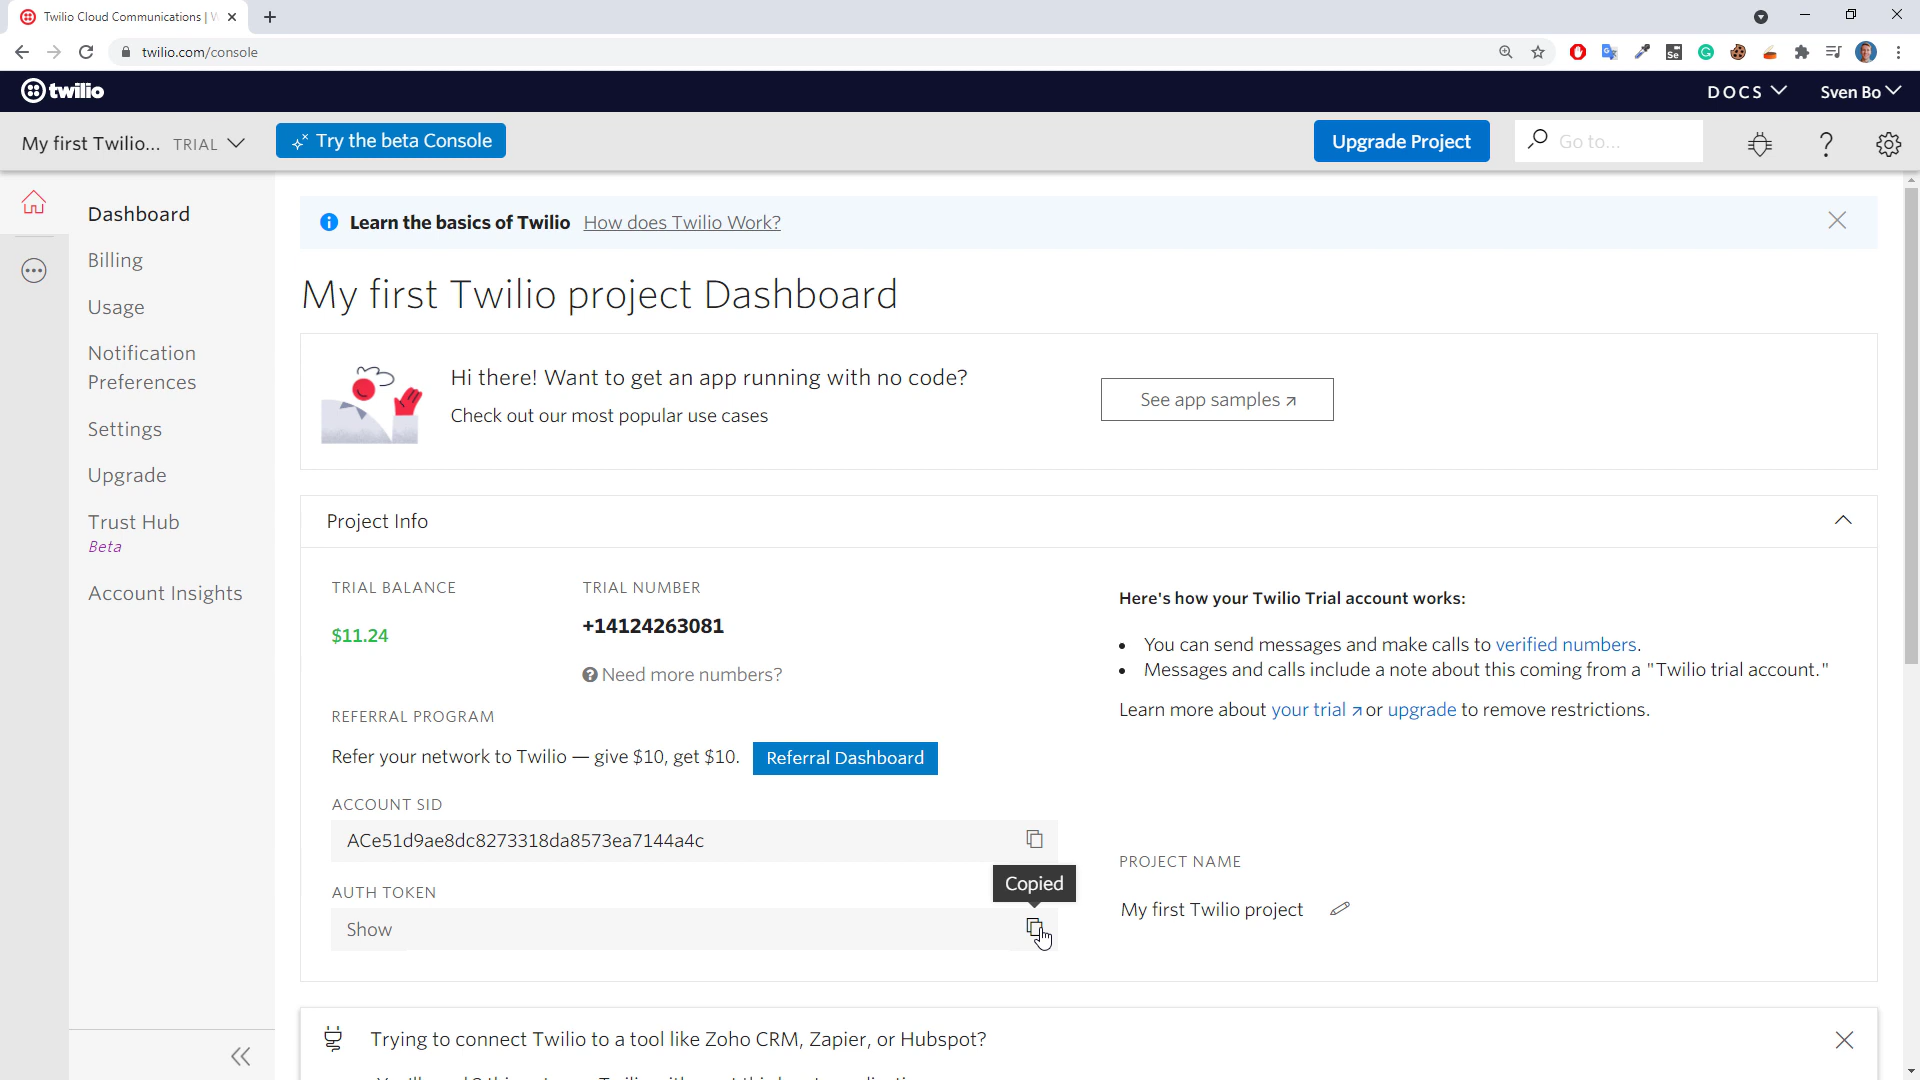 Twilio Cloud Communications | W
twilio.com/console
twilio
DOCS
Sven Bo
My first Twilio... TRIAL
Try the beta Console
Upgrade Project
Go to...
Dashboard
Billing
Usage
Notification
Preferences
Settings
Upgrade
Trust Hub
Beta
Account Insights
Learn the basics of Twilio How does Twilio Work?
My first Twilio project Dashboard
Hi there! Want to get an app running with no code?
Check out our most popular use cases
See app samples
Project Info
TRIAL BALANCE
$11.24
TRIAL NUMBER
+14124263081
Need more numbers?
REFERRAL PROGRAM
Refer your network to Twilio — give $10, get $10. Referral Dashboard
ACCOUNT SID
ACe51d9ae8dc8273318da8573ea7144a4c
Copied
AUTH TOKEN
Show
Here's how your Twilio Trial account works:
• You can send messages and make calls to verified numbers.
• Messages and calls include a note about this coming from a "Twilio trial account."
Learn more about your trial or upgrade to remove restrictions.
PROJECT NAME
My first Twilio project
Trying to connect Twilio to a tool like Zoho CRM, Zapier, or Hubspot?